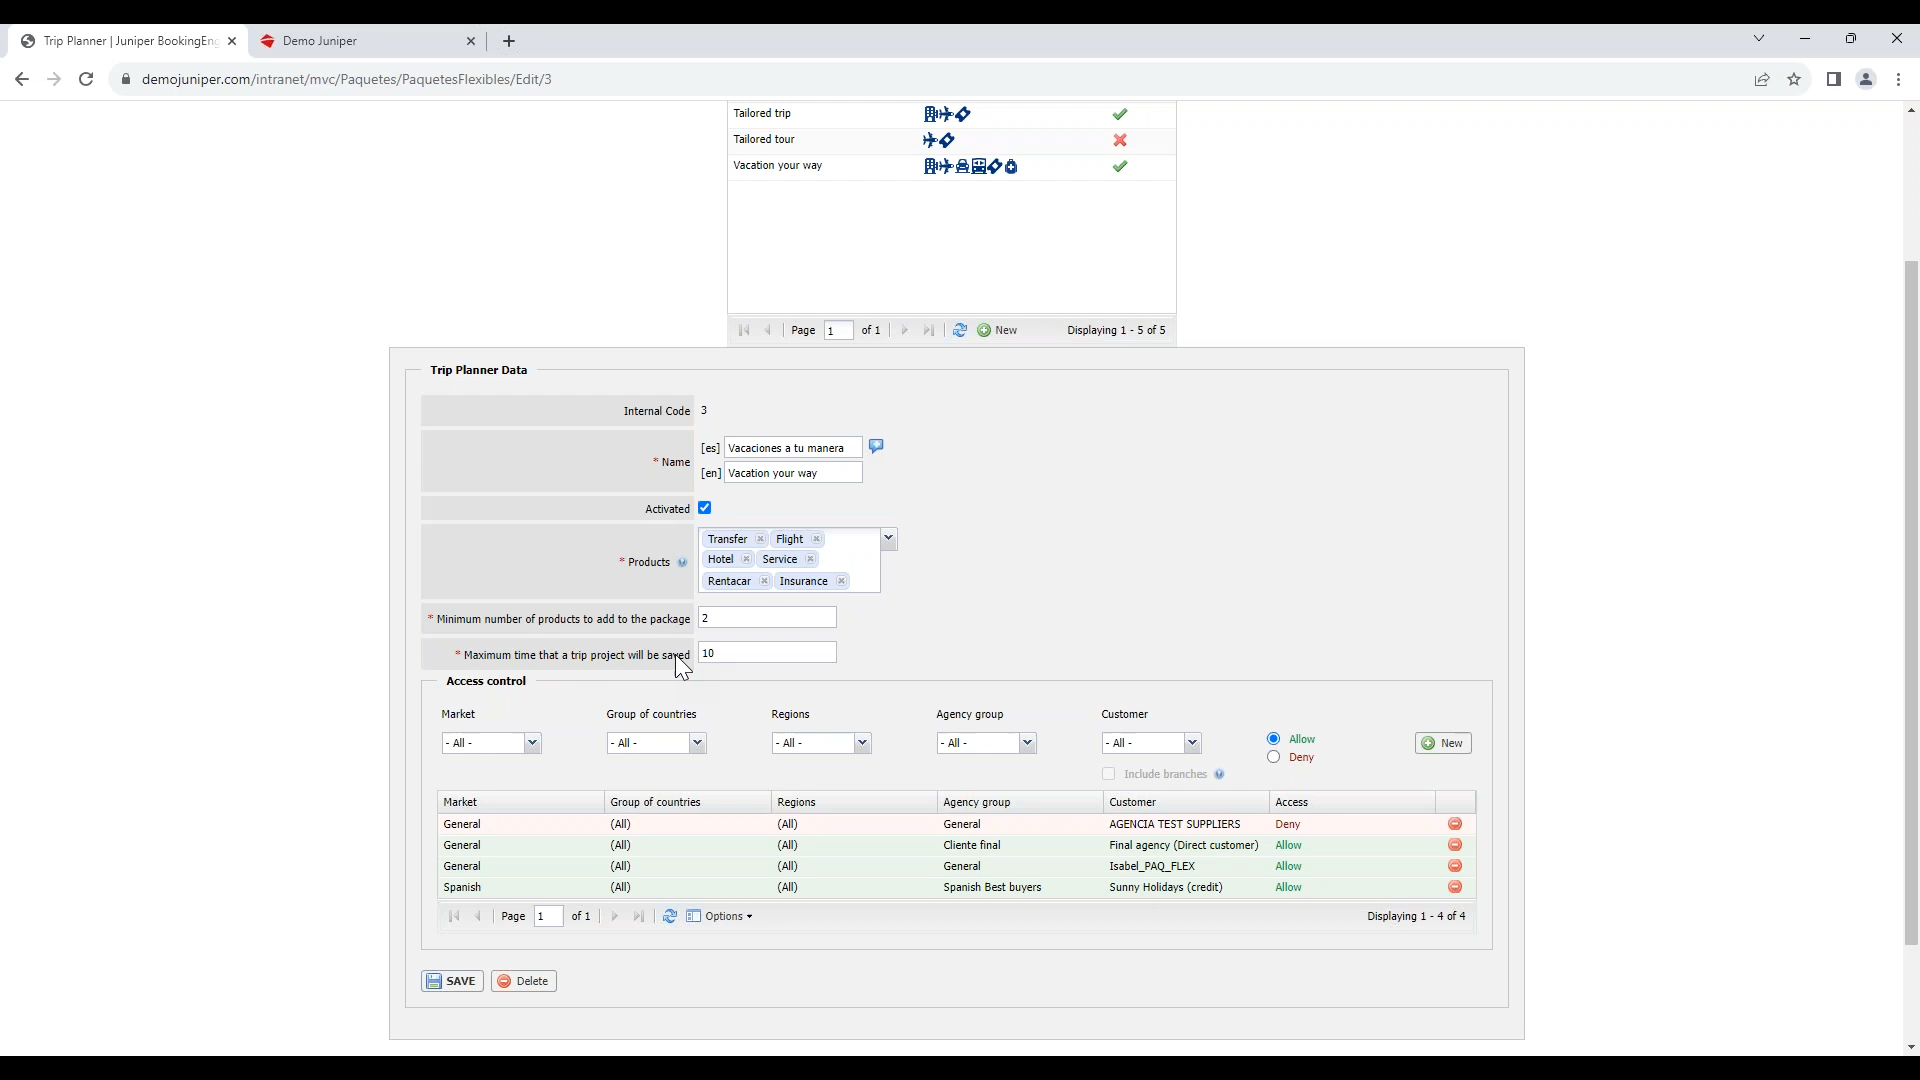 Trip Planner | Juniper BookingEng
Demo Juniper
demojuniper.com/intranet/mvc/Paquetes/PaquetesFlexibles/Edit/3
Tailored trip
Tailored tour
Vacation your way
Page 1 of 1 New Displaying 1 - 5 of 5
Trip Planner Data
Internal Code 3
* Name [es] Vacaciones a tu manera
[en] Vacation your way
Activated
* Products Transfer Flight
Hotel Service
Rentacar Insurance
* Minimum number of products to add to the package 2
* Maximum time that a trip project will be saved 10
Access control
Market Group of countries Regions Agency group Customer
- All - - All - - All - - All - - All - Allow New
Deny
Include branches
Market Group of countries Regions Agency group Customer Access
General (All) (All) General AGENCIA TEST SUPPLIERS Deny
General (All) (All) Cliente final Final agency (Direct customer) Allow
General (All) (All) General Isabel_PAQ_FLEX Allow
Spanish (All) (All) Spanish Best buyers Sunny Holidays (credit) Allow
Page 1 of 1 Options Displaying 1 - 4 of 4
SAVE Delete